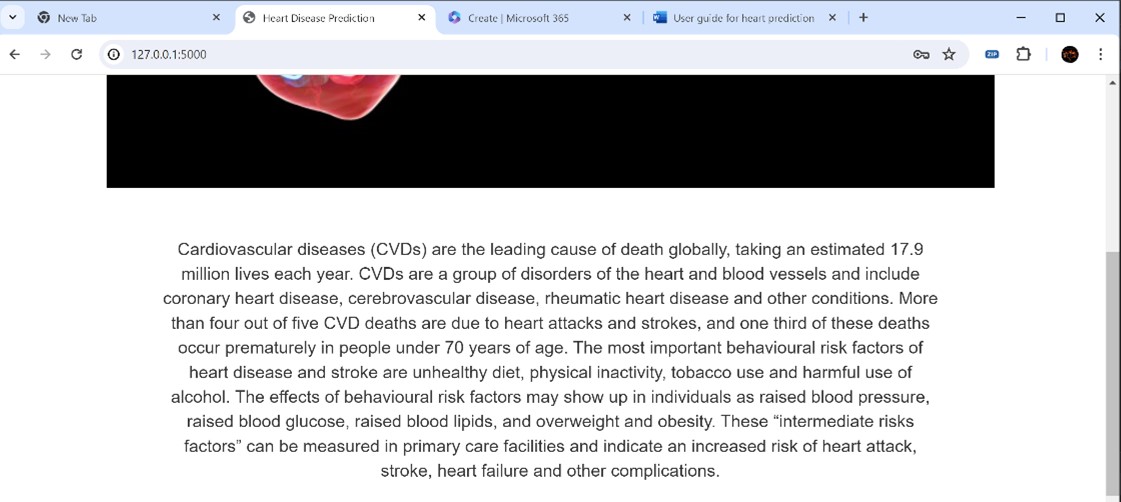 New Tab
Heart Disease Prediction
Create | Microsoft 365
User guide for heart prediction
127.0.0.1:5000
ZIP
Cardiovascular diseases (CVDs) are the leading cause of death globally, taking an estimated 17.9
million lives each year. CVDs are a group of disorders of the heart and blood vessels and include
coronary heart disease, cerebrovascular disease, rheumatic heart disease and other conditions. More
than four out of five CVD deaths are due to heart attacks and strokes, and one third of these deaths
occur prematurely in people under 70 years of age. The most important behavioural risk factors of
heart disease and stroke are unhealthy diet, physical inactivity, tobacco use and harmful use of
alcohol. The effects of behavioural risk factors may show up in individuals as raised blood pressure,
raised blood glucose, raised blood lipids, and overweight and obesity. These “intermediate risks
factors” can be measured in primary care facilities and indicate an increased risk of heart attack,
stroke, heart failure and other complications.